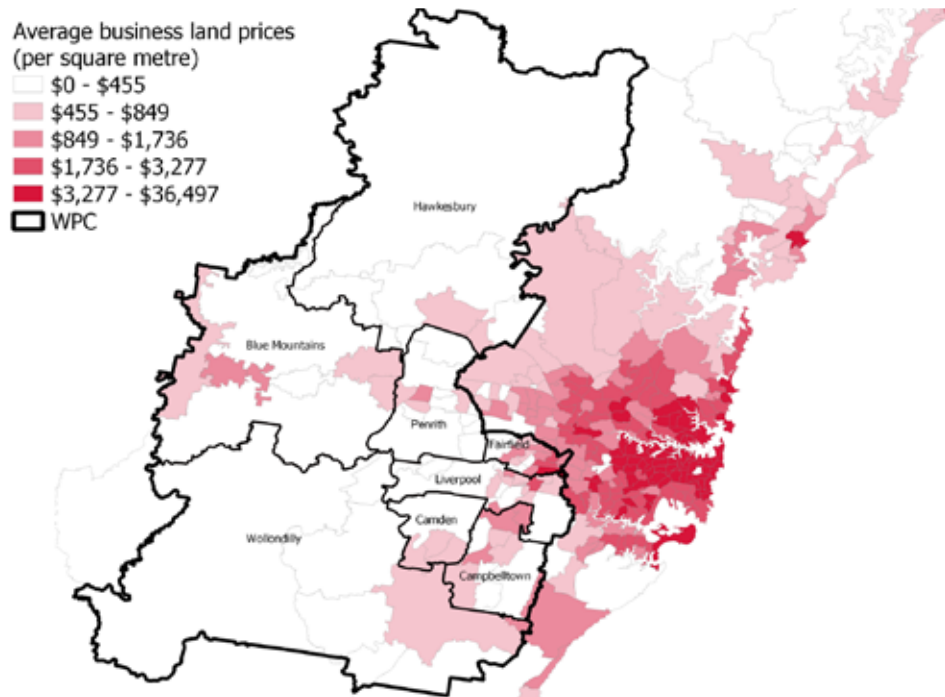 Average business land prices
(per square metre)
$0 - $455
$455 - $849
$849 - $1,736
$1,736 - $3,277
$3,277 - $36,497
WPC
Hawkesbury
Blue Mountains
Penrith
Fairfield
Liverpool
Camden
Wollondilly
Campbelltown